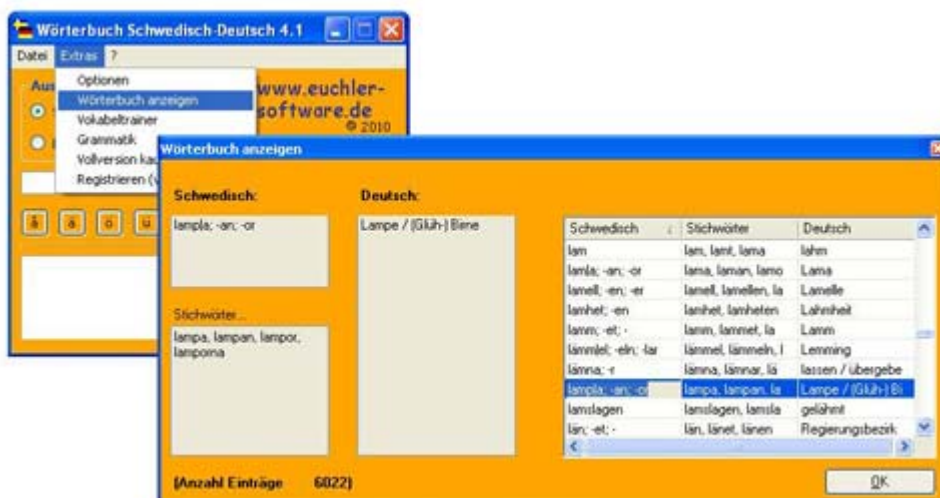 Wörterbuch Schwedisch-Deutsch 4.1
Datei Extras ?
Aus
Optionen
Wörterbuch anzeigen
Vokabeltrainer
Grammatik
Vollversion kau
Registrieren (v
www.euchler-
software.de
© 2010
å ä ö ü
Wörterbuch anzeigen
Schwedisch:
lampla; -an; -or
Deutsch:
Lampe / (Glüh-) Birne
Stichwörter...
lampa, lampan, lampor,
lamporna
Schwedisch Stichwörter Deutsch
lam lam, lamt, lama lahm
lamla; -an; -or lama, laman, lamo Lama
lamell; -en; -er lamell, lamellen, la Lamelle
lamhet; -en lamhet, lamheten Lahmheit
lamm; -et; - lamm, lammet, la Lamm
lämmlel; -eln; -lar lämmel, lämmeln, l Lemming
lämna; -r lämna, lämnar, lä lassen / übergebe
lampla; -an; -or lampa, lampan, la Lampe / (Glüh-) Bi
lamslagen lamslagen, lamsla gelähmt
län; -et; - län, länet, länen Regierungsbezirk
(Anzahl Einträge 6022)
OK